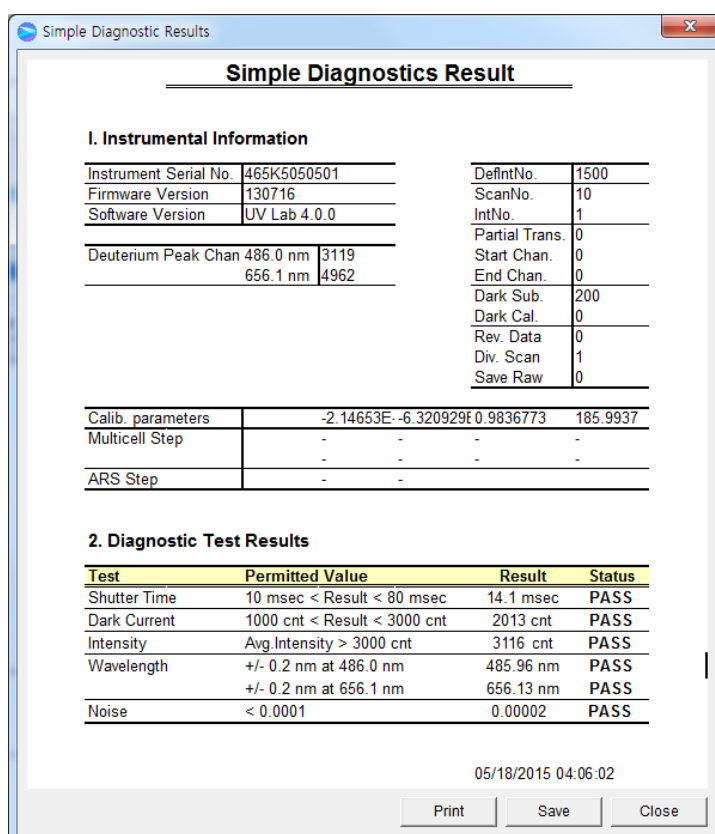 Simple Diagnostic Results
Simple Diagnostics Result
I. Instrumental Information
Instrument Serial No. 465K5050501
Firmware Version 130716
Software Version UV Lab 4.0.0
Deuterium Peak Chan 486.0 nm 3119
656.1 nm 4962
DefIntNo. 1500
ScanNo. 10
IntNo. 1
Partial Trans. 0
Start Chan. 0
End Chan. 0
Dark Sub. 200
Dark Cal. 0
Rev. Data 0
Div. Scan 1
Save Raw 0
Calib. parameters -2.14653E- -6.320929E 0.9836773 185.9937
Multicell Step - - - -
- - - -
ARS Step - -
2. Diagnostic Test Results
Test Permitted Value Result Status
Shutter Time 10 msec < Result < 80 msec 14.1 msec PASS
Dark Current 1000 cnt < Result < 3000 cnt 2013 cnt PASS
Intensity Avg.Intensity > 3000 cnt 3116 cnt PASS
Wavelength +/- 0.2 nm at 486.0 nm 485.96 nm PASS
+/- 0.2 nm at 656.1 nm 656.13 nm PASS
Noise < 0.0001 0.00002 PASS
05/18/2015 04:06:02
Print Save Close